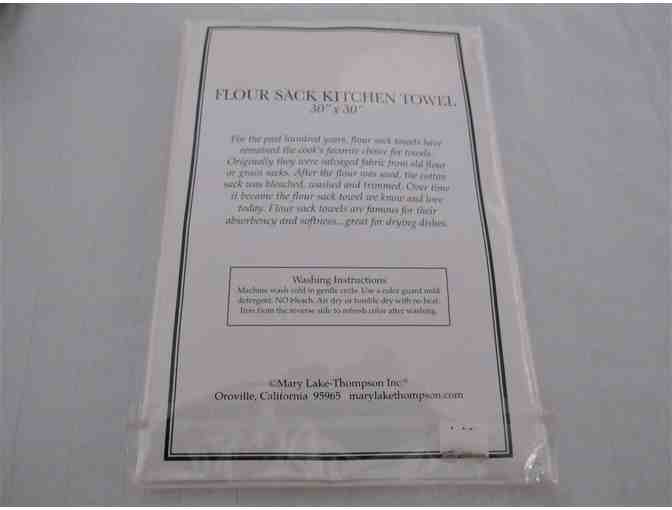 FLOUR SACK KITCHEN TOWEL
30" x 30"
For the past hundred years, flour sack towels have
remained the cook's favorite choice for towels.
Originally they were salvaged fabric from old flour
or grain sacks. After the flour was used, the cotton
sack was bleached, washed and trimmed. Over time
it became the flour sack towel we know and love
today. Flour sack towels are famous for their
absorbency and softness...great for drying dishes.
Washing Instructions
Machine wash cold in gentle cycle. Use a color guard mild
detergent. NO bleach. Air dry or tumble dry with no heat.
Iron from the reverse side to refresh color after washing.
©Mary Lake-Thompson Inc.®
Oroville, California 95965 marylakethompson.com